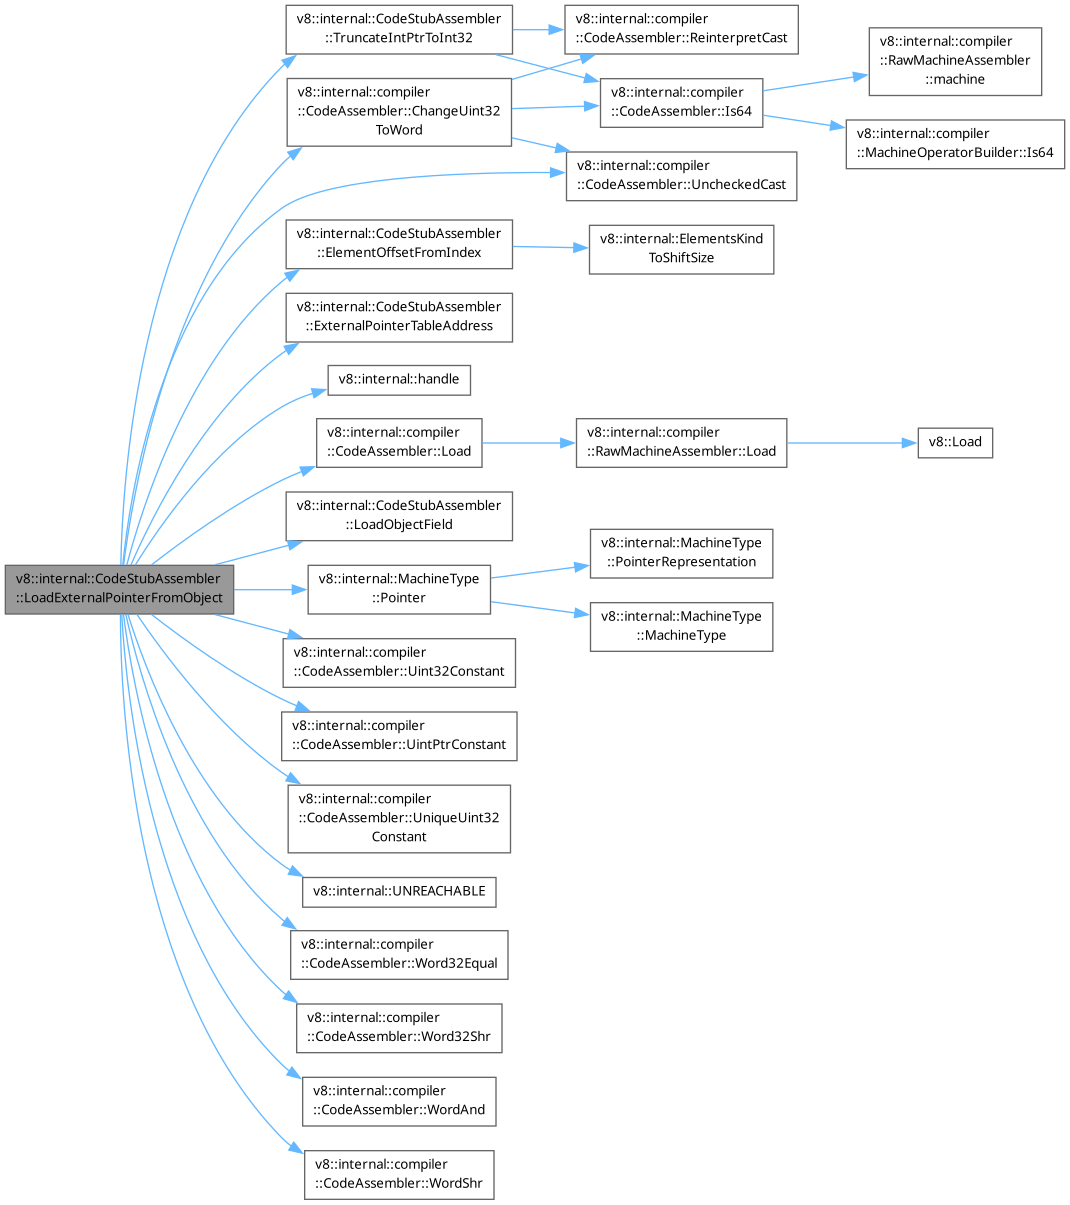 v8::internal::CodeStubAssembler
::LoadExternalPointerFromObject
v8::internal::CodeStubAssembler
::TruncateIntPtrToInt32
v8::internal::compiler
::CodeAssembler::ReinterpretCast
v8::internal::compiler
::CodeAssembler::ChangeUint32
ToWord
v8::internal::compiler
::CodeAssembler::Is64
v8::internal::compiler
::RawMachineAssembler
::machine
v8::internal::compiler
::MachineOperatorBuilder::Is64
v8::internal::compiler
::CodeAssembler::UncheckedCast
v8::internal::CodeStubAssembler
::ElementOffsetFromIndex
v8::internal::ElementsKind
ToShiftSize
v8::internal::CodeStubAssembler
::ExternalPointerTableAddress
v8::internal::handle
v8::internal::compiler
::CodeAssembler::Load
v8::internal::compiler
::RawMachineAssembler::Load
v8::Load
v8::internal::CodeStubAssembler
::LoadObjectField
v8::internal::MachineType
::Pointer
v8::internal::MachineType
::PointerRepresentation
v8::internal::MachineType
::MachineType
v8::internal::compiler
::CodeAssembler::Uint32Constant
v8::internal::compiler
::CodeAssembler::UintPtrConstant
v8::internal::compiler
::CodeAssembler::UniqueUint32
Constant
v8::internal::UNREACHABLE
v8::internal::compiler
::CodeAssembler::Word32Equal
v8::internal::compiler
::CodeAssembler::Word32Shr
v8::internal::compiler
::CodeAssembler::WordAnd
v8::internal::compiler
::CodeAssembler::WordShr